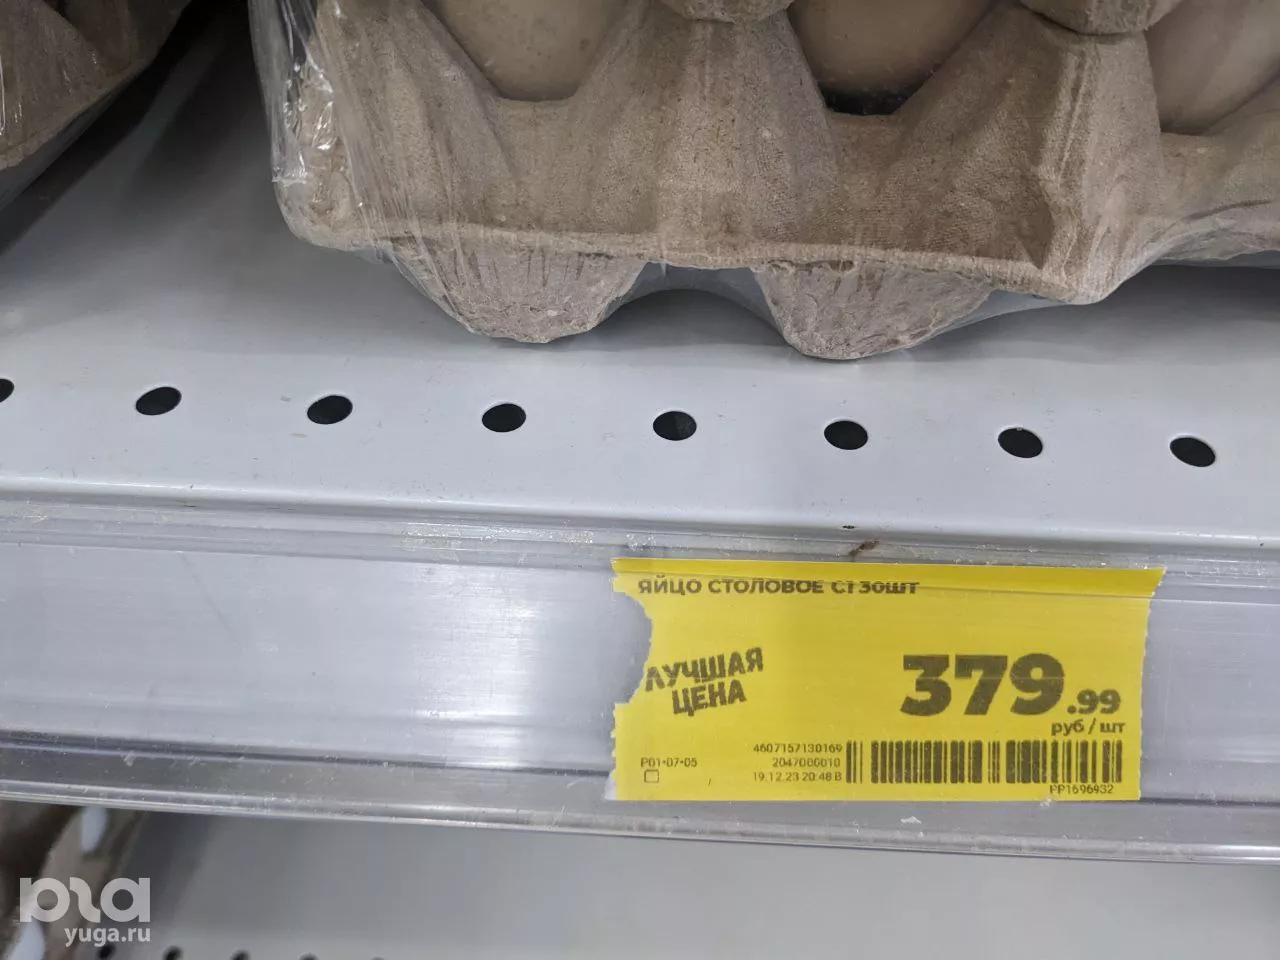 ЯЙЦО СТОЛОВОЕ С1 30ШТ
ЛУЧШАЯ
ЦЕНА
379.99
руб/шт
4607157130169
P01-07-05
2047000010
19.12.23 20:48 В
PP1696932
yuga.ru